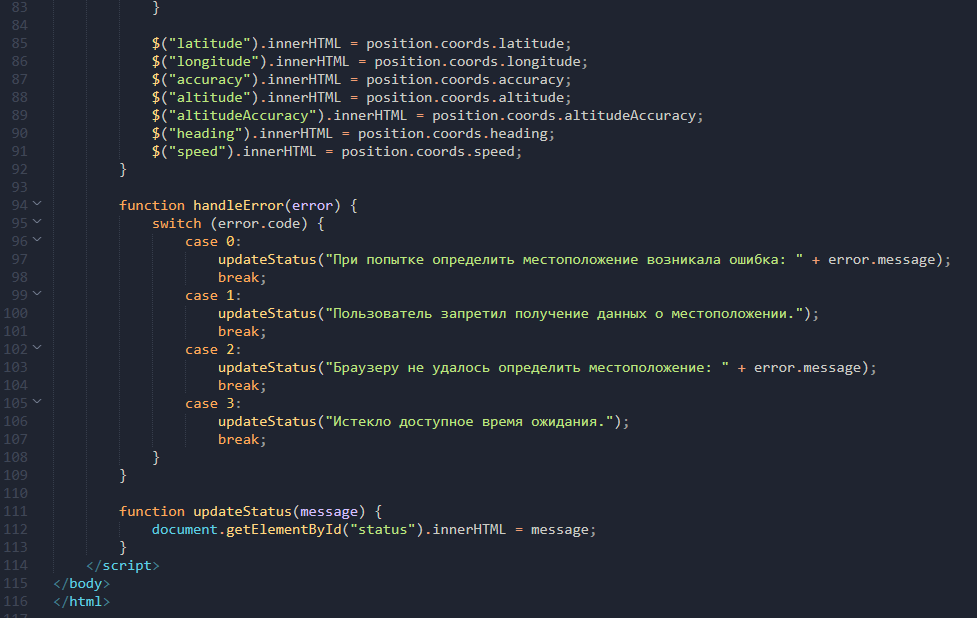 83 }
84
85 $("latitude").innerHTML = position.coords.latitude;
86 $("longitude").innerHTML = position.coords.longitude;
87 $("accuracy").innerHTML = position.coords.accuracy;
88 $("altitude").innerHTML = position.coords.altitude;
89 $("altitudeAccuracy").innerHTML = position.coords.altitudeAccuracy;
90 $("heading").innerHTML = position.coords.heading;
91 $("speed").innerHTML = position.coords.speed;
92 }
93
94 function handleError(error) {
95 switch (error.code) {
96 case 0:
97 updateStatus("При попытке определить местоположение возникала ошибка: " + error.message);
98 break;
99 case 1:
100 updateStatus("Пользователь запретил получение данных о местоположении.");
101 break;
102 case 2:
103 updateStatus("Браузеру не удалось определить местоположение: " + error.message);
104 break;
105 case 3:
106 updateStatus("Истекло доступное время ожидания.");
107 break;
108 }
109 }
110
111 function updateStatus(message) {
112 document.getElementById("status").innerHTML = message;
113 }
114 </script>
115 </body>
116 </html>
117